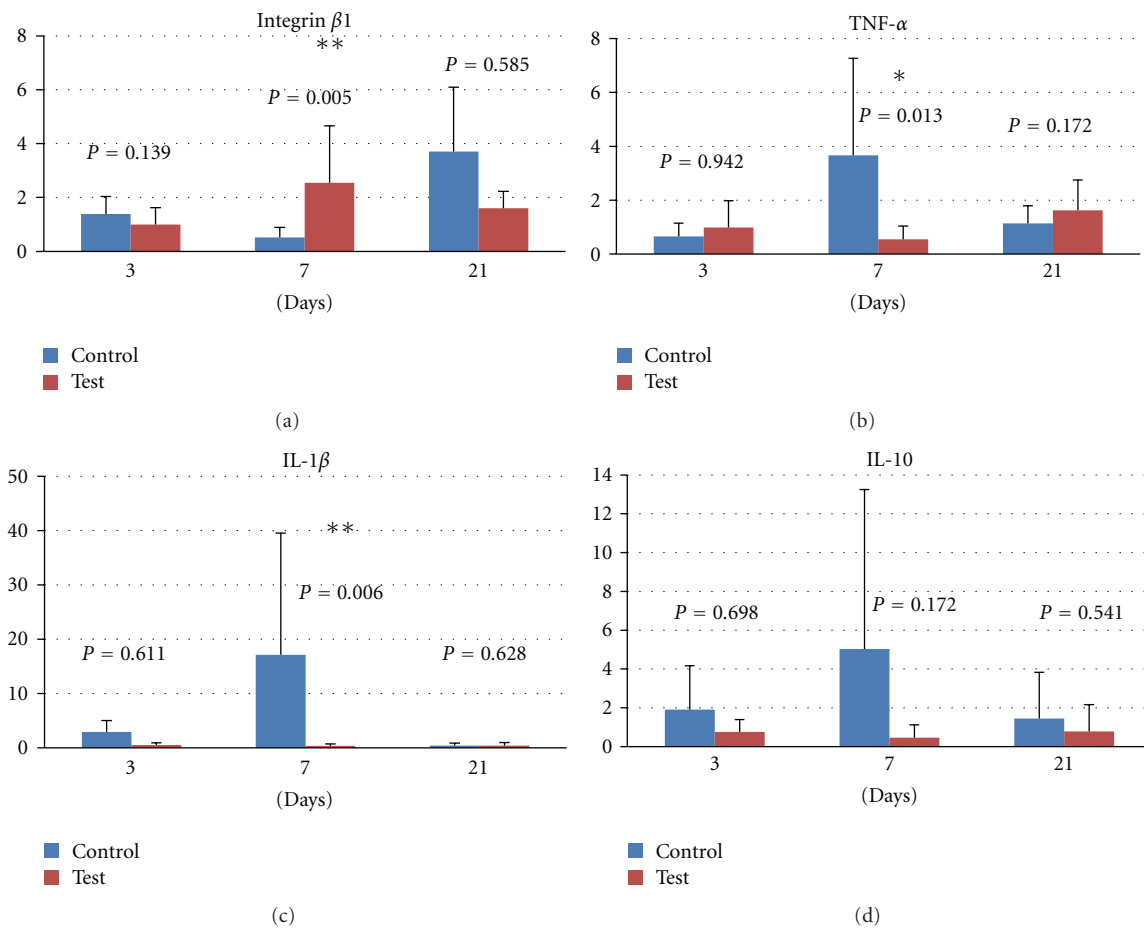 Integrin β1
8
6
4
2
0
**
P = 0.585
P = 0.005
P = 0.139
3 7 21
(Days)
Control
Test
(a)
TNF-α
8
6
4
2
0
*
P = 0.013
P = 0.172
P = 0.942
3 7 21
(Days)
Control
Test
(b)
IL-1β
50
40
30
20
10
0
**
P = 0.006
P = 0.611
P = 0.628
3 7 21
(Days)
Control
Test
(c)
IL-10
14
12
10
8
6
4
2
0
P = 0.698
P = 0.172
P = 0.541
3 7 21
(Days)
Control
Test
(d)